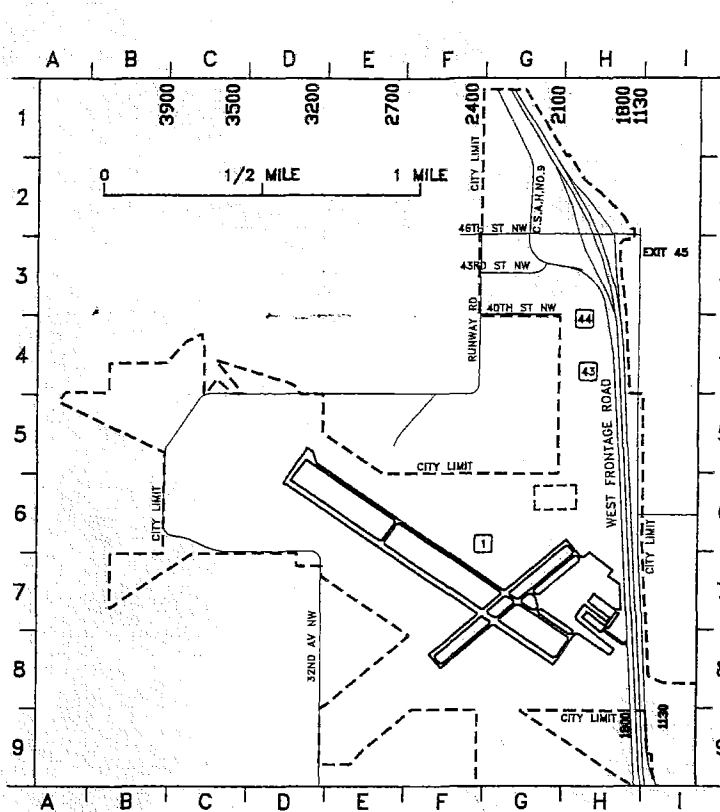 A B C D E F G H I
3900 3500 3200 2700 2400 2100 1800 1130
1
0 1/2 MILE 1 MILE
CITY LIMIT
C.S.A.H.NO.9
2
46TH ST NW
EXIT 45
3
43RD ST NW
40TH ST NW
RUNWAY RD
44
4
43
WEST FRONTAGE ROAD
5
5
CITY LIMIT
CITY LIMIT
6
1
CITY LIMIT
7
32ND AV NW
8
CITY LIMIT
1800
1130
9
A B C D E F G H I